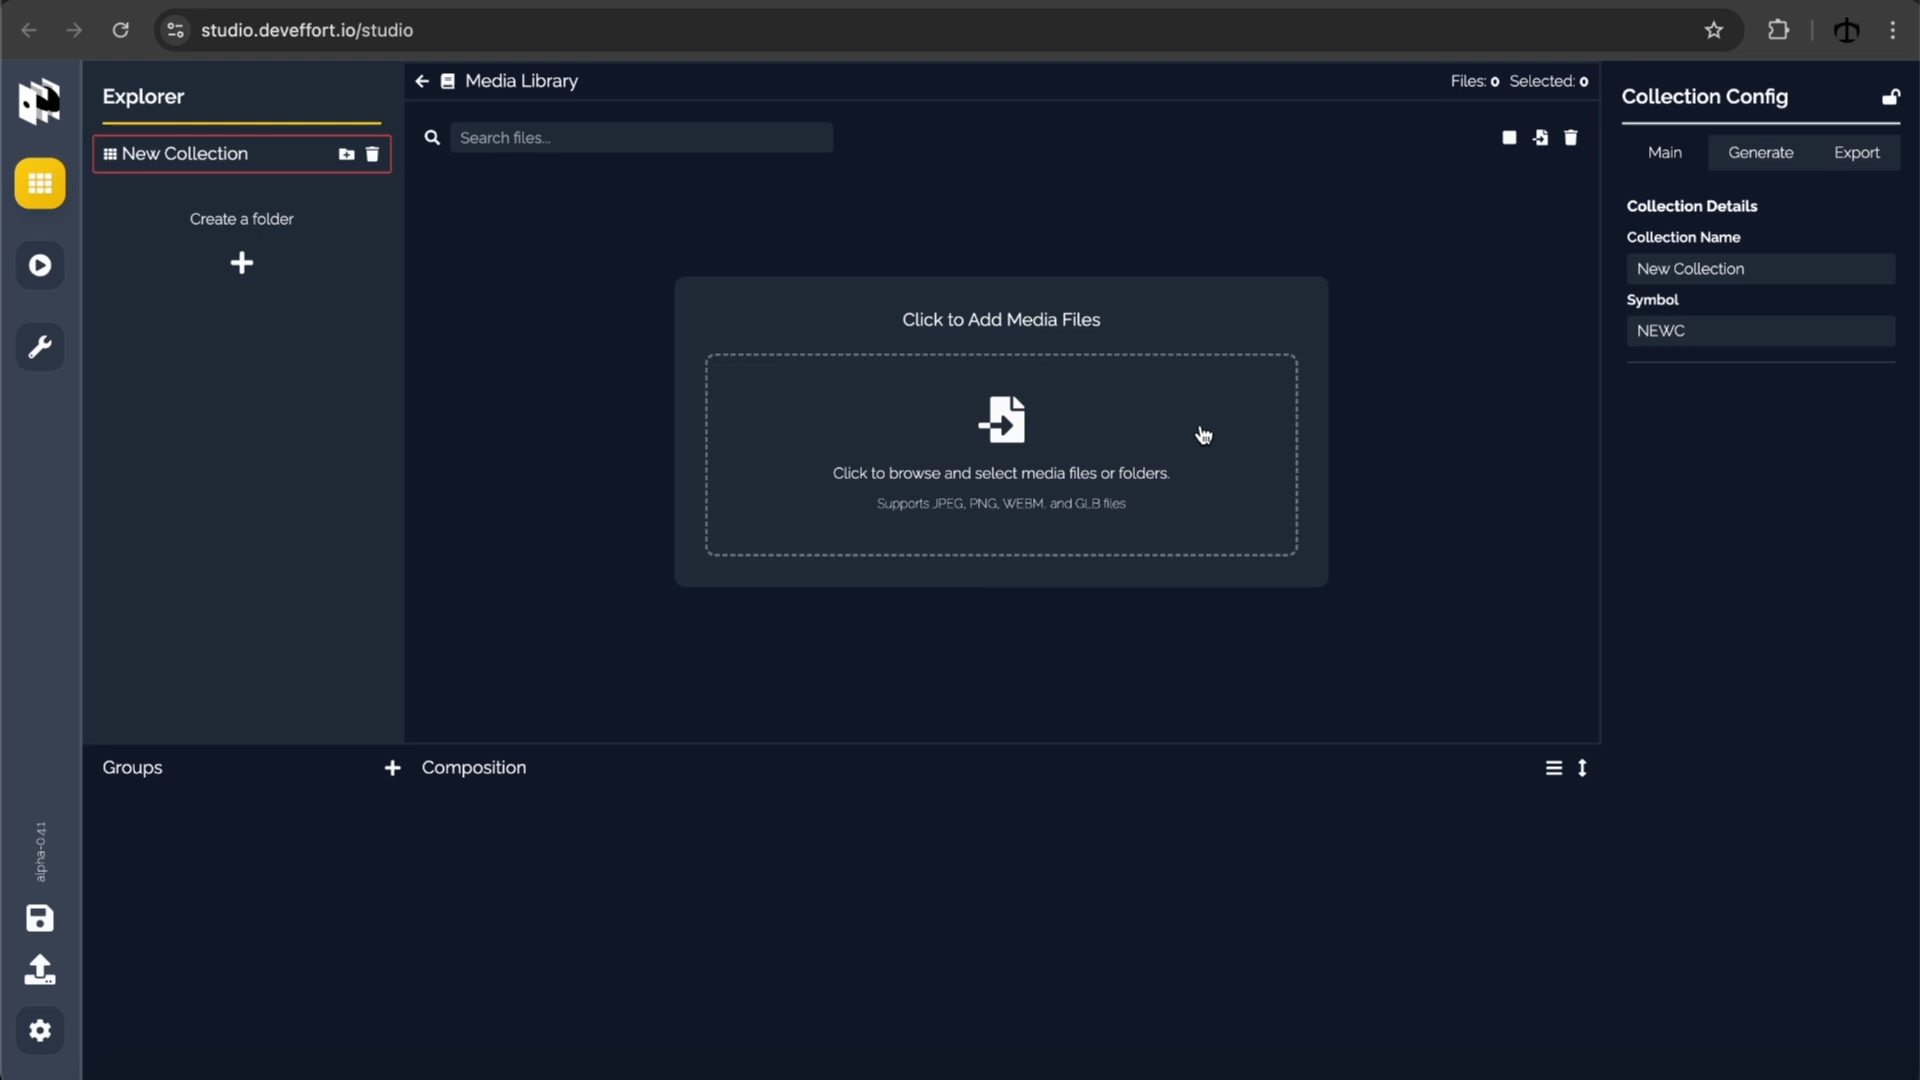 studio.deveffort.io/studio
Explorer
New Collection
Create a folder
alpha-0.4.1
Media Library
Files: 0 Selected: 0
Search files...
Click to Add Media Files
Click to browse and select media files or folders.
Supports JPEG, PNG, WEBM, and GLB files
Groups
Composition
Collection Config
Main
Generate
Export
Collection Details
Collection Name
New Collection
Symbol
NEWC